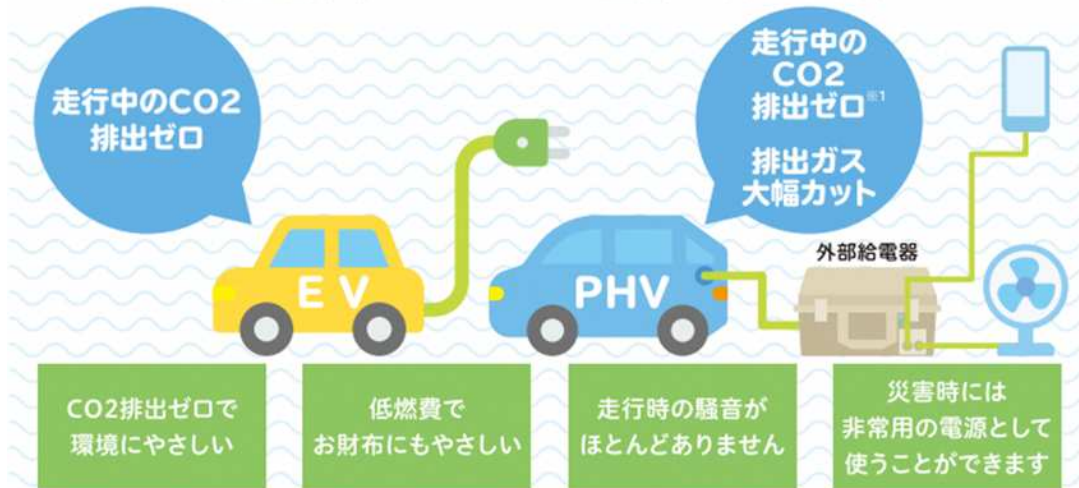 走行中のCO2
排出ゼロ
走行中の
CO2
排出ゼロ※1
排出ガス
大幅カット
外部給電器
EV
PHV
CO2排出ゼロで
環境にやさしい
低燃費で
お財布にもやさしい
走行時の騒音が
ほとんどありません
災害時には
非常用の電源として
使うことができます